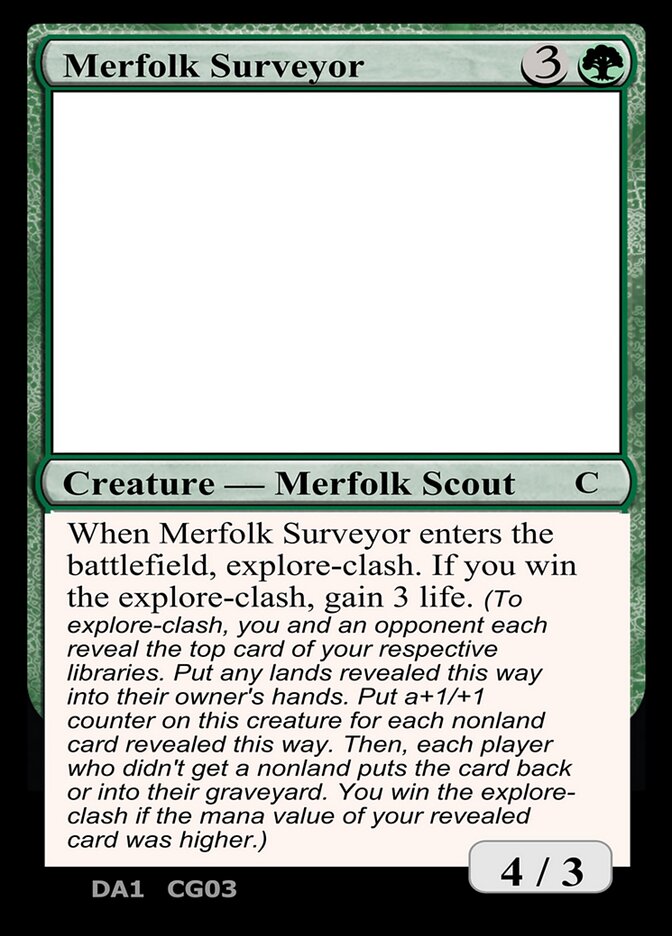 Merfolk Surveyor 3
Creature — Merfolk Scout C
When Merfolk Surveyor enters the
battlefield, explore-clash. If you win
the explore-clash, gain 3 life. (To
explore-clash, you and an opponent each
reveal the top card of your respective
libraries. Put any lands revealed this way
into their owner's hands. Put a+1/+1
counter on this creature for each nonland
card revealed this way. Then, each player
who didn't get a nonland puts the card back
or into their graveyard. You win the explore-
clash if the mana value of your revealed
card was higher.)
4 / 3
DA1 CG03